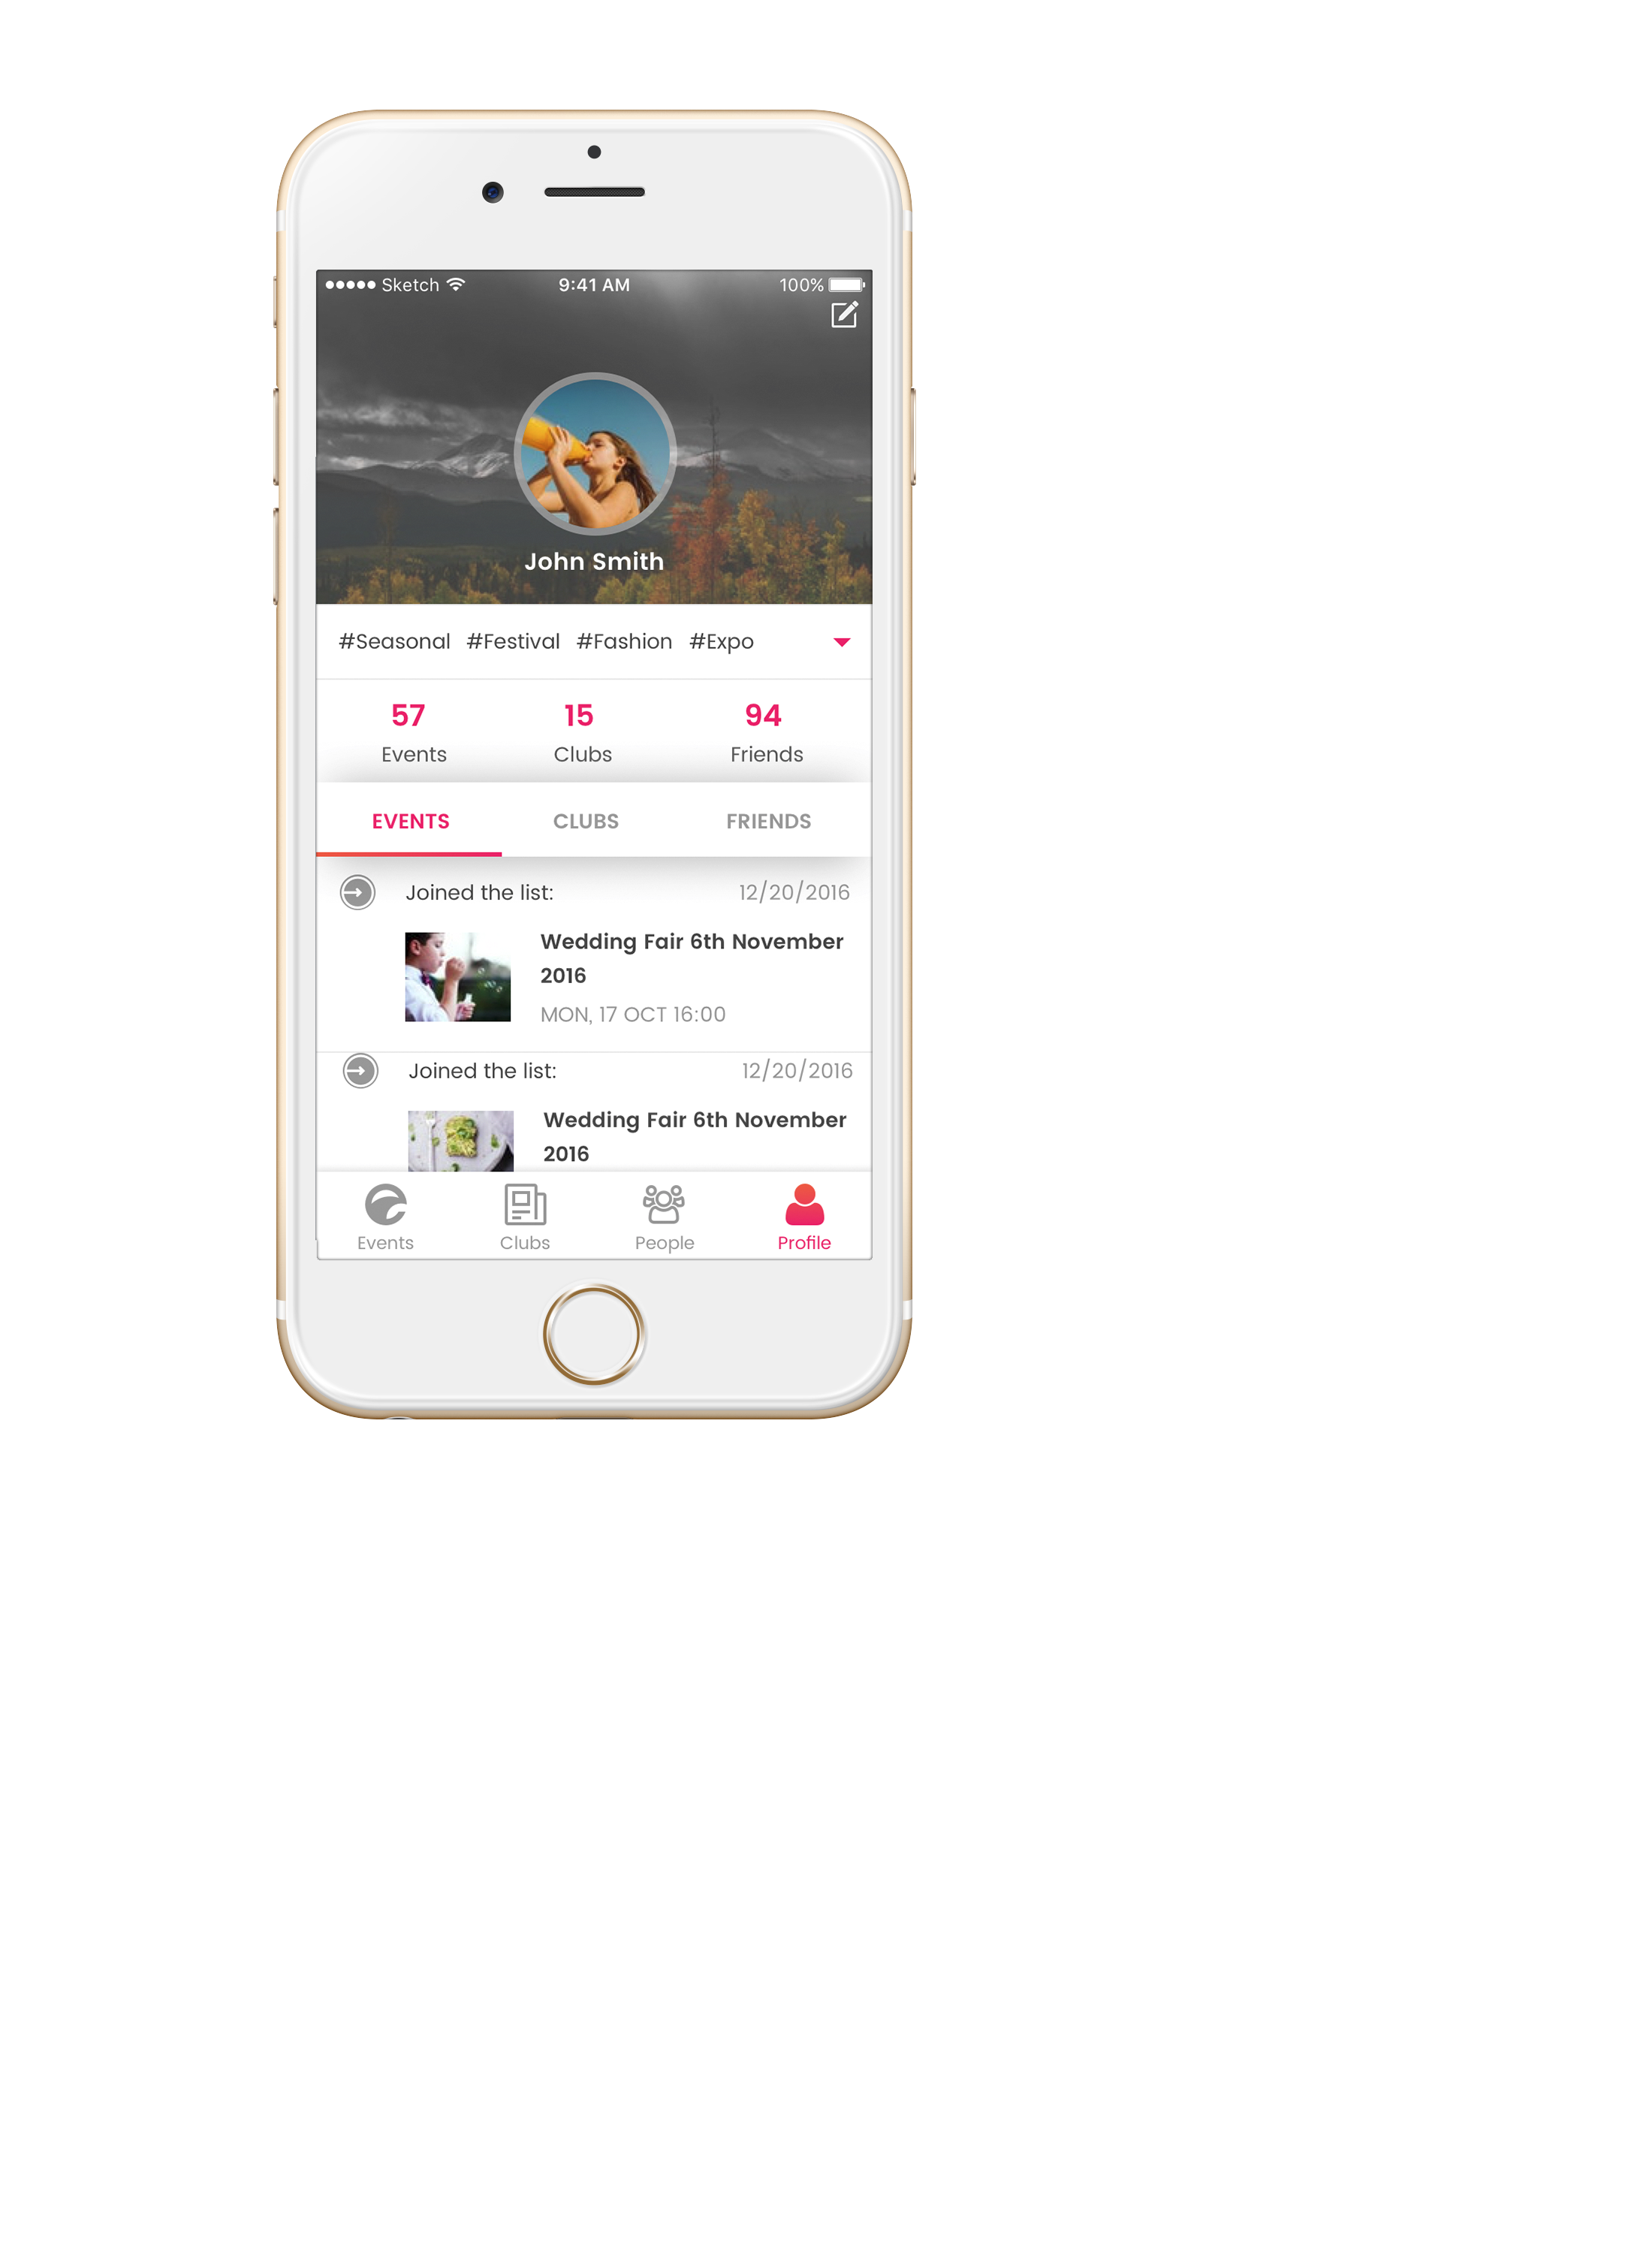 Sketch 9:41 AM 100%
John Smith
#Seasonal #Festival #Fashion #Expo
57 15 94
Events Clubs Friends
EVENTS CLUBS FRIENDS
Joined the list: 12/20/2016
Wedding Fair 6th November
2016
MON, 17 OCT 16:00
Joined the list: 12/20/2016
Wedding Fair 6th November
2016
Events Clubs People Profile